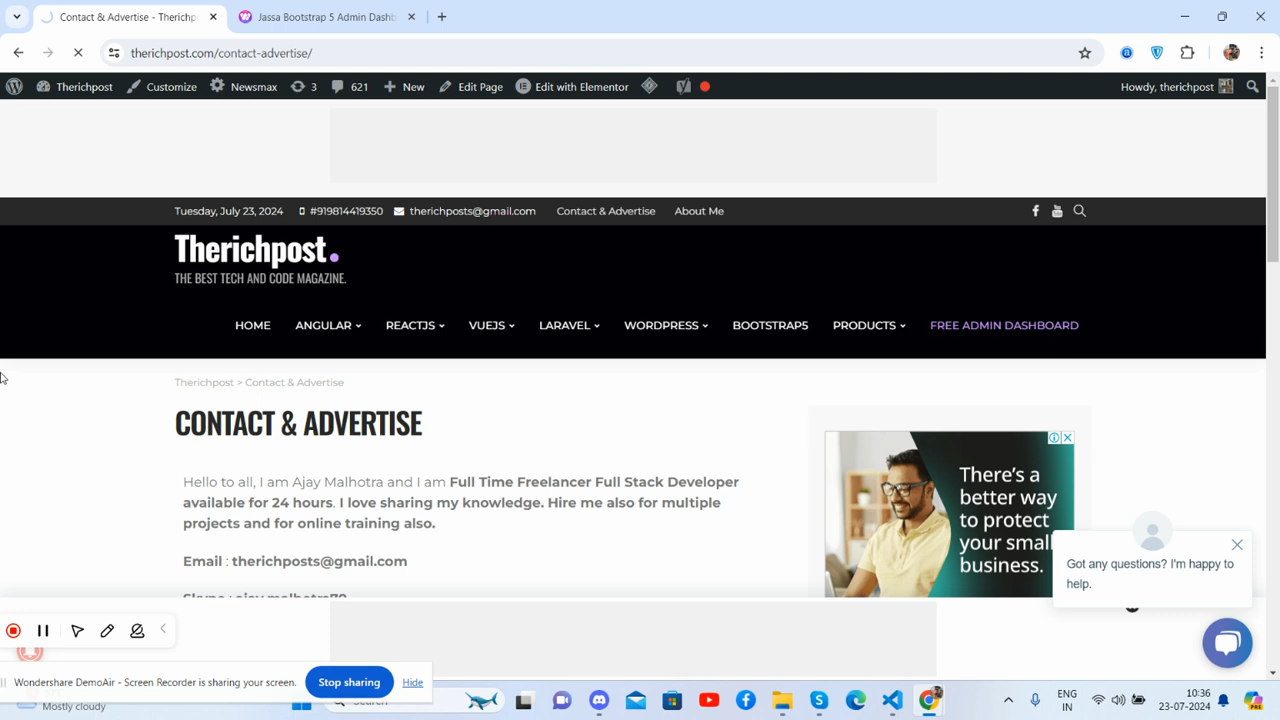 Contact & Advertise - Therichp
Jassa Bootstrap 5 Admin Dashb
therichpost.com/contact-advertise/
Therichpost
Customize
Newsmax
3
621
New
Edit Page
Edit with Elementor
Howdy, therichpost
Tuesday, July 23, 2024
#919814419350
therichposts@gmail.com
Contact & Advertise
About Me
Therichpost.
THE BEST TECH AND CODE MAGAZINE.
HOME
ANGULAR
REACTJS
VUEJS
LARAVEL
WORDPRESS
BOOTSTRAP5
PRODUCTS
FREE ADMIN DASHBOARD
Therichpost > Contact & Advertise
CONTACT & ADVERTISE
Hello to all, I am Ajay Malhotra and I am Full Time Freelancer Full Stack Developer
available for 24 hours. I love sharing my knowledge. Hire me also for multiple
projects and for online training also.
Email : therichposts@gmail.com
There's a
better way
to protect
your small
business.
Got any questions? I'm happy to
help.
Wondershare DemoAir - Screen Recorder is sharing your screen.
Stop sharing
Hide
Mostly cloudy
Search
ENG
IN
10:36
23-07-2024